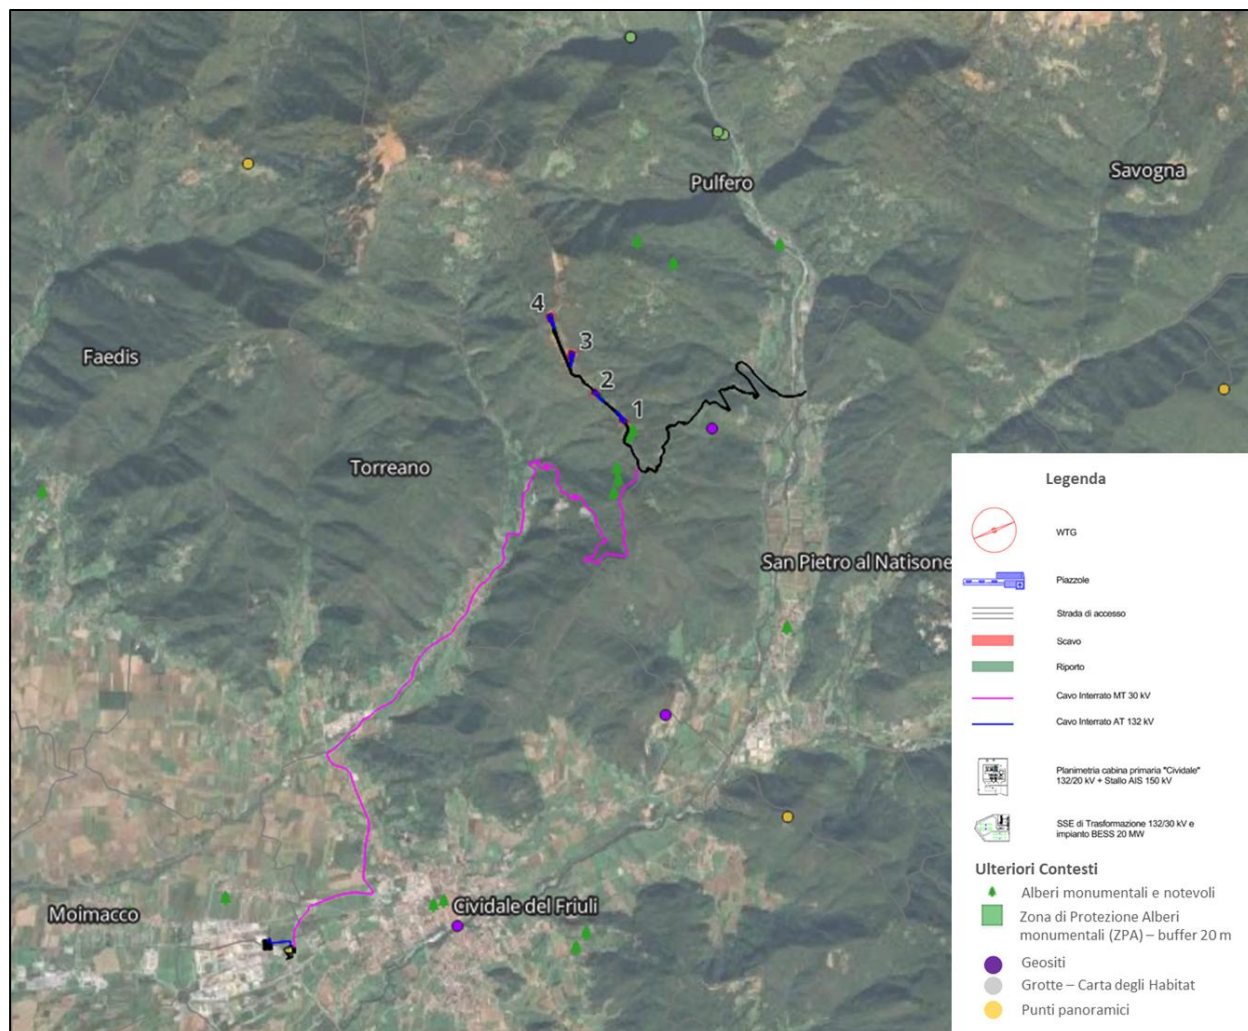 Pulfero
Savogna
4
3
Faedis
2
1
Torreano
San Pietro al Natisone
Moimacco
Cividale del Friuli
Legenda
WTG
Piazzole
Strada di accesso
Scavo
Riporto
Cavo Interrato MT 30 kV
Cavo Interrato AT 132 kV
Planimetria cabina primaria "Cividale"
132/20 kV + Stallo AIS 150 kV
SSE di Trasformazione 132/30 kV e
impianto BESS 20 MW
Ulteriori Contesti
Alberi monumentali e notevoli
Zona di Protezione Alberi
monumentali (ZPA) – buffer 20 m
Geositi
Grotte – Carta degli Habitat
Punti panoramici